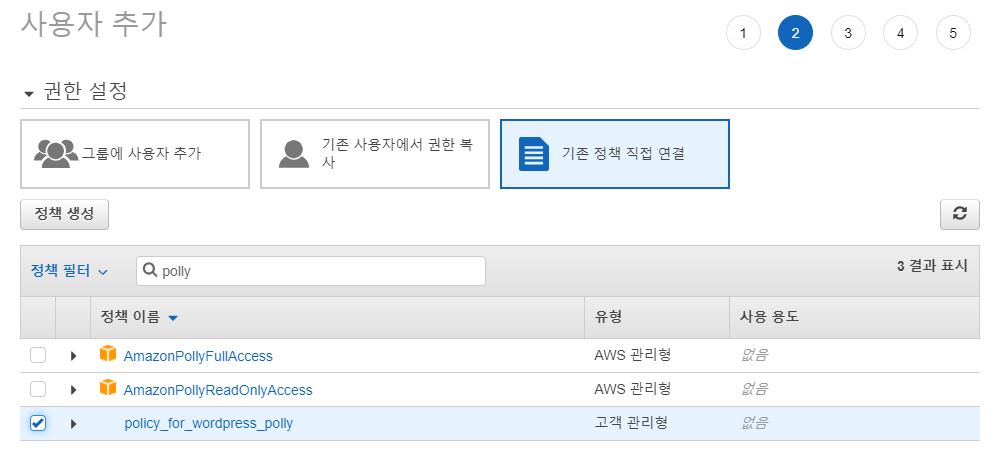 사용자 추가
1 2 3 4 5
권한 설정
그룹에 사용자 추가
기존 사용자에서 권한 복
사
기존 정책 직접 연결
정책 생성
정책 필터
polly
3 결과 표시
정책 이름 유형 사용 용도
AmazonPollyFullAccess AWS 관리형 없음
AmazonPollyReadOnlyAccess AWS 관리형 없음
policy_for_wordpress_polly 고객 관리형 없음